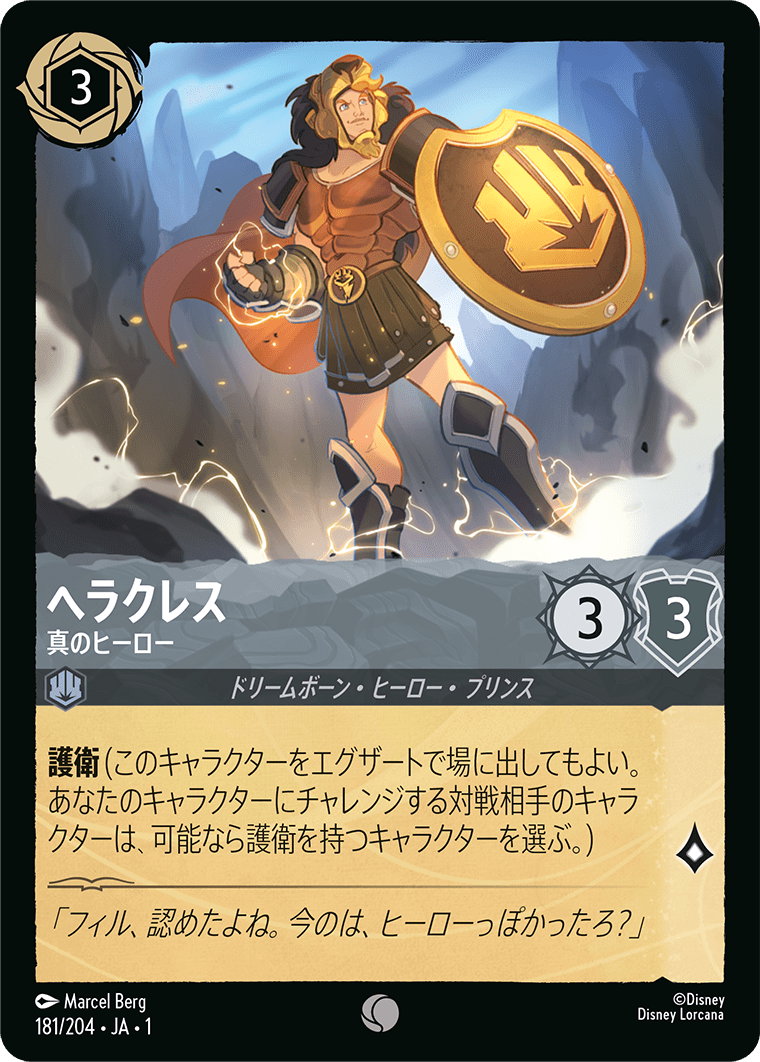 3
ヘラクレス
真のヒーロー
3
3
ドリームボーン・ヒーロー・プリンス
護衛(このキャラクターをエグザートで場に出してもよい。
あなたのキャラクターにチャレンジする対戦相手のキャラ
クターは、可能なら護衛を持つキャラクターを選ぶ。)
「フィル、認めたよね。今のは、ヒーローっぽかったろ?」
Marcel Berg
181/204・JA・1
©Disney
Disney Lorcana